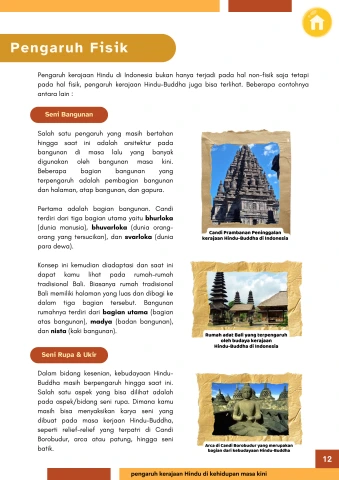 Pengaruh Fisik
Pengaruh kerajaan Hindu di Indonesia bukan hanya terjadi pada hal non-fisik saja tetapi
pada hal fisik, pengaruh kerajaan Hindu-Buddha juga bisa terlihat. Beberapa contohnya
antara lain :
Seni Bangunan
Salah satu pengaruh yang masih bertahan
hingga saat ini adalah arsitektur pada
bangunan di masa lalu yang banyak
digunakan oleh bangunan masa kini.
Beberapa bagian bangunan yang
terpengaruh adalah pembagian bangunan
dan halaman, atap bangunan, dan gapura.
Candi Prambanan Peninggalan
kerajaan Hindu-Buddha di Indonesia
Pertama adalah bagian bangunan. Candi
terdiri dari tiga bagian utama yaitu bhurloka
(dunia manusia), bhuvarloka (dunia orang-
orang yang tersucikan), dan svarloka (dunia
para dewa).
Konsep ini kemudian diadaptasi dan saat ini
dapat kamu lihat pada rumah-rumah
tradisional Bali. Biasanya rumah tradisional
Bali memiliki halaman yang luas dan dibagi ke
dalam tiga bagian tersebut. Bangunan
rumahnya terdiri dari bagian utama (bagian
atas bangunan), madya (badan bangunan),
dan nista (kaki bangunan).
Rumah adat Bali yang terpengaruh
oleh budaya kerajaan
Hindu-Buddha di Indonesia
Seni Rupa & Ukir
Dalam bidang kesenian, kebudayaan Hindu-
Buddha masih berpengaruh hingga saat ini.
Salah satu aspek yang bisa dilihat adalah
pada aspek/bidang seni rupa. Dimana kamu
masih bisa menyaksikan karya seni yang
dibuat pada masa kerjaan Hindu-Buddha,
seperti relief-relief yang terpatri di Candi
Borobudur, arca atau patung, hingga seni
batik.
Arca di Candi Borobudur yang merupakan
bagian dari kebudayaan Hindu-Buddha
12
pengaruh kerajaan Hindu di kehidupan masa kini